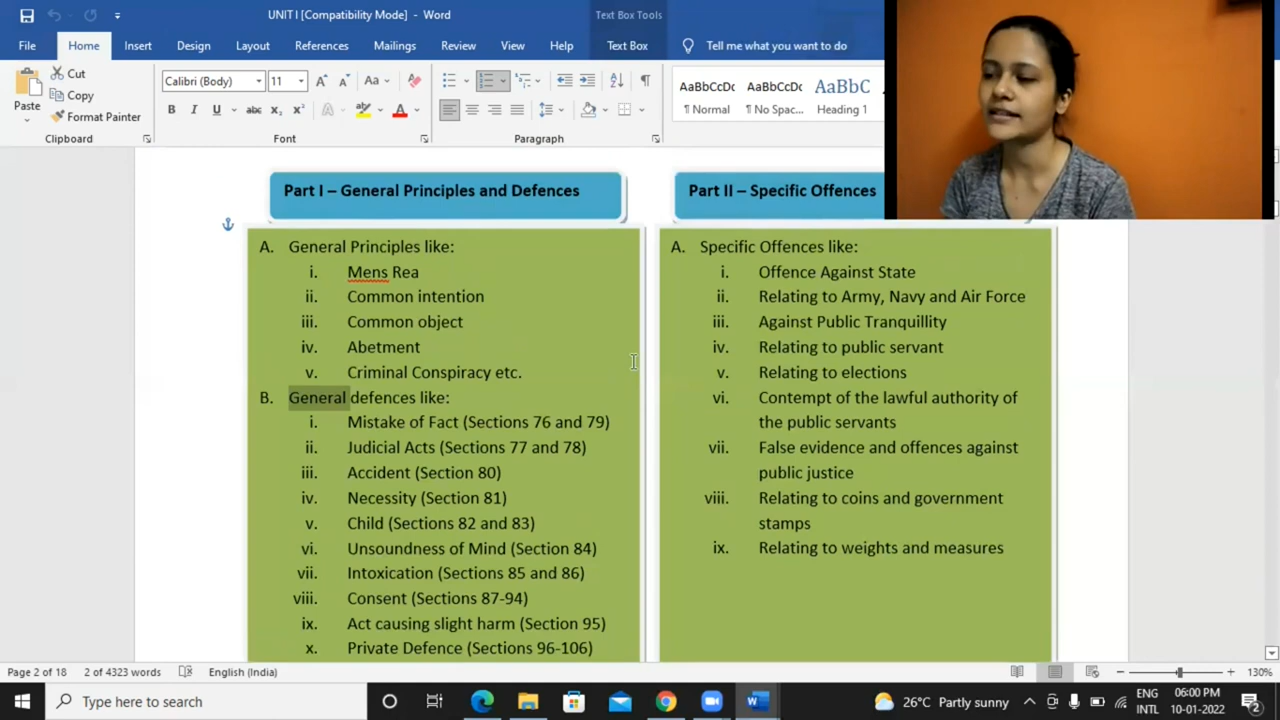 UNIT I [Compatibility Mode] - Word
Text Box Tools
File Home Insert Design Layout References Mailings Review View Help Text Box Tell me what you want to do
Paste
Cut
Copy
Format Painter
Calibri (Body) 11
AaBbCcDc AaBbCcDc AaBbC
¶ Normal ¶ No Spac... Heading 1
Clipboard Font Paragraph
Part I – General Principles and Defences
A. General Principles like:
i. Mens Rea
ii. Common intention
iii. Common object
iv. Abetment
v. Criminal Conspiracy etc.
B. General defences like:
i. Mistake of Fact (Sections 76 and 79)
ii. Judicial Acts (Sections 77 and 78)
iii. Accident (Section 80)
iv. Necessity (Section 81)
v. Child (Sections 82 and 83)
vi. Unsoundness of Mind (Section 84)
vii. Intoxication (Sections 85 and 86)
viii. Consent (Sections 87-94)
ix. Act causing slight harm (Section 95)
x. Private Defence (Sections 96-106)
Part II – Specific Offences
A. Specific Offences like:
i. Offence Against State
ii. Relating to Army, Navy and Air Force
iii. Against Public Tranquillity
iv. Relating to public servant
v. Relating to elections
vi. Contempt of the lawful authority of
the public servants
vii. False evidence and offences against
public justice
viii. Relating to coins and government
stamps
ix. Relating to weights and measures
Page 2 of 18 2 of 4323 words English (India) 130%
Type here to search
26°C Partly sunny
ENG
INTL
06:00 PM
10-01-2022
2